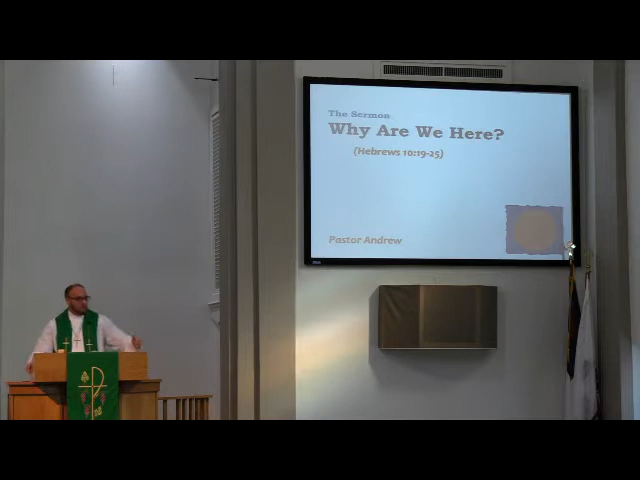 The Sermon
Why Are We Here?
(Hebrews 10:19-25)
Pastor Andrew